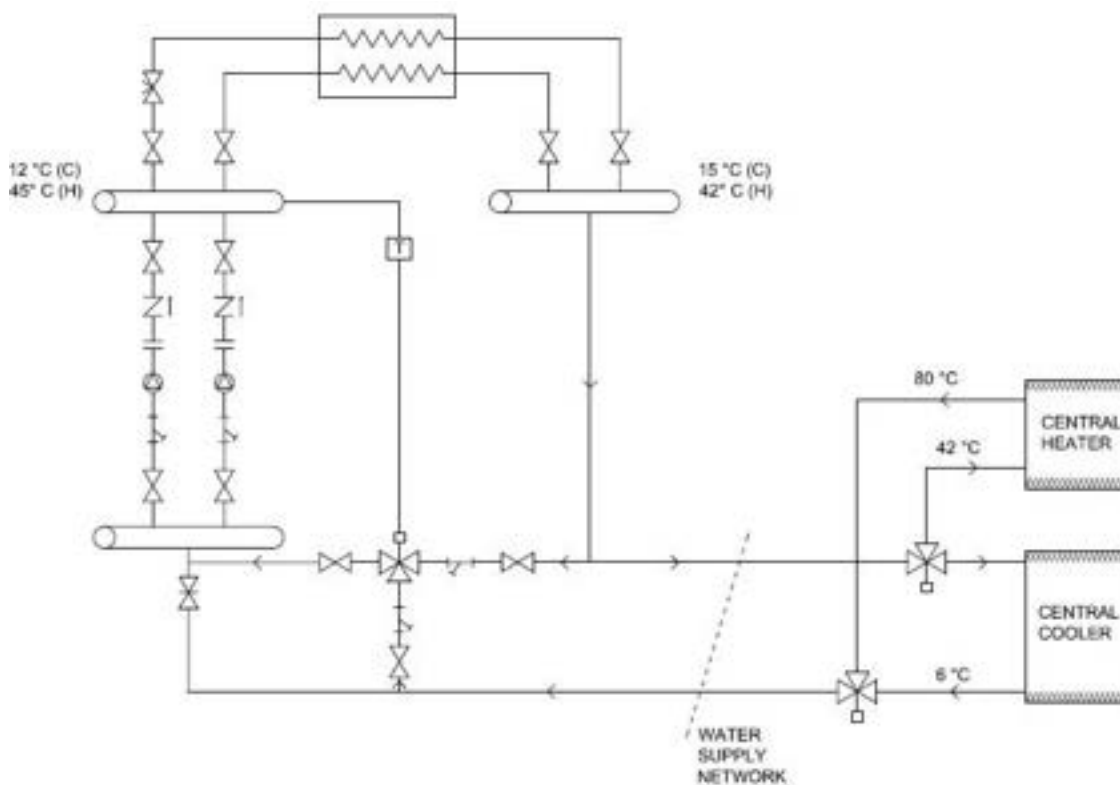 12 °C (C)
45° C (H)
15 °C (C)
42° C (H)
80 °C
CENTRAL
HEATER
42 °C
CENTRAL
COOLER
6 °C
WATER
SUPPLY
NETWORK